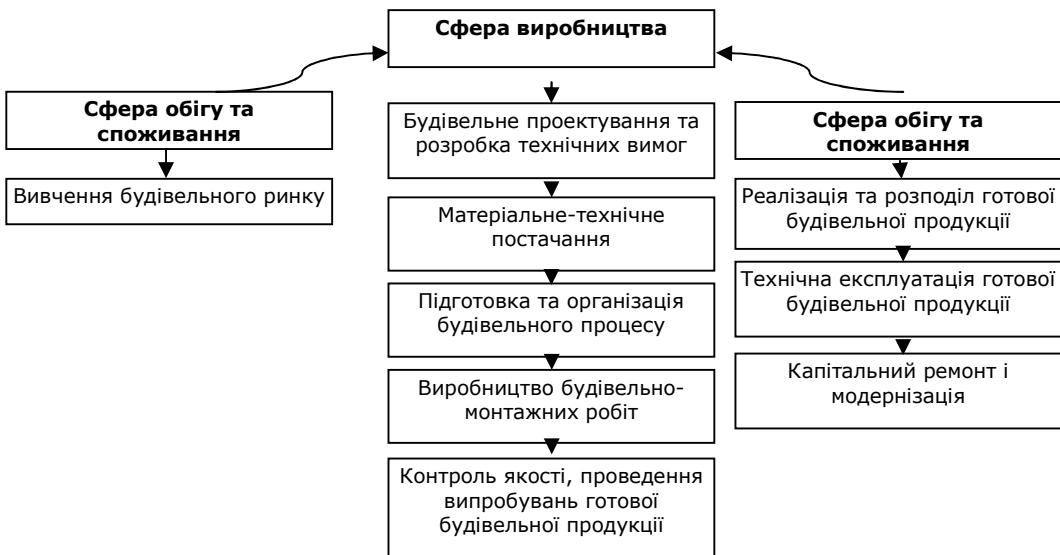 Сфера виробництва
Сфера обігу та
споживання
Вивчення будівельного ринку
Будівельне проектування та
розробка технічних вимог
Матеріальне-технічне
постачання
Підготовка та організація
будівельного процесу
Виробництво будівельно-
монтажних робіт
Контроль якості, проведення
випробувань готової
будівельної продукції
Сфера обігу та
споживання
Реалізація та розподіл готової
будівельної продукції
Технічна експлуатація готової
будівельної продукції
Капітальний ремонт і
модернізація